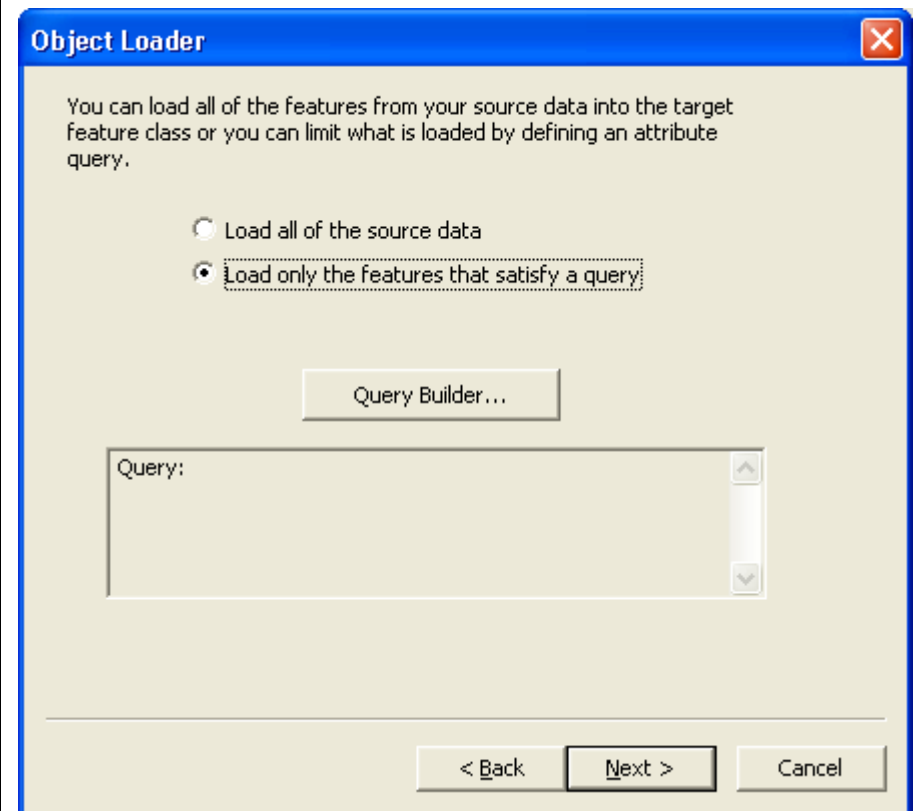 Object Loader
You can load all of the features from your source data into the target
feature class or you can limit what is loaded by defining an attribute
query.
Load all of the source data
Load only the features that satisfy a query
Query Builder...
Query:
< Back
Next >
Cancel